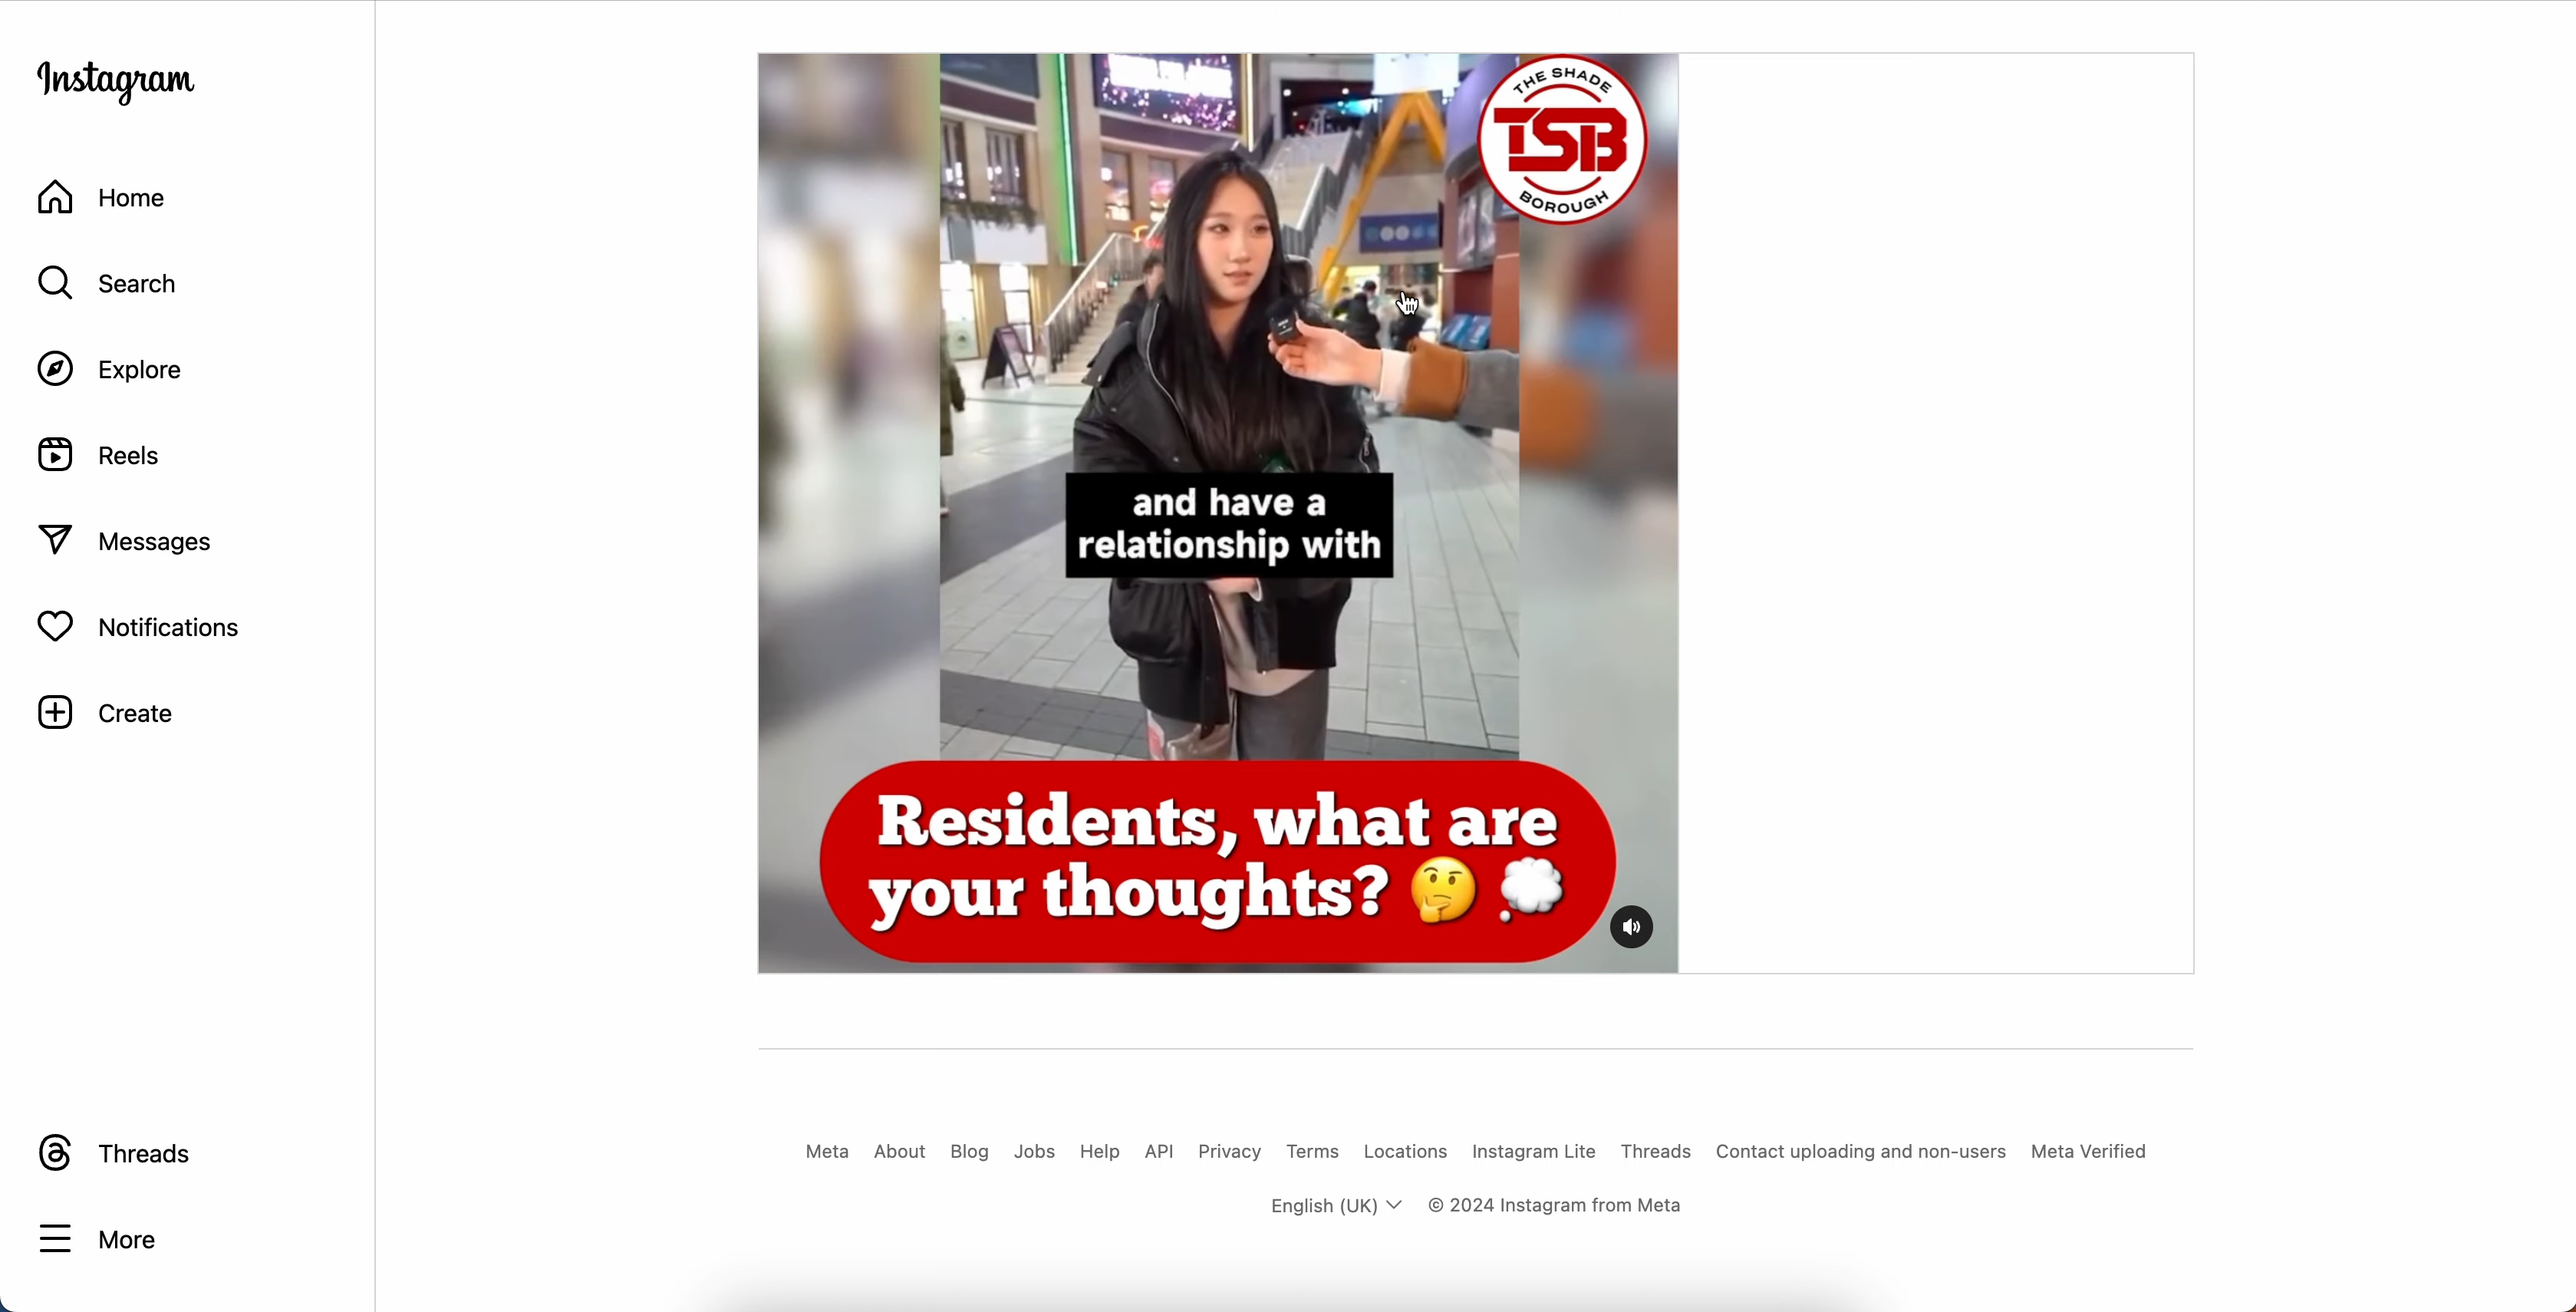 Instagram
Home
Search
Explore
Reels
Messages
Notifications
Create
Threads
More
THE SHADE
TSB
BOROUGH
and have a
relationship with
Residents, what are
your thoughts? 🤔 💭
Meta About Blog Jobs Help API Privacy Terms Locations Instagram Lite Threads Contact uploading and non-users Meta Verified
English (UK) © 2024 Instagram from Meta